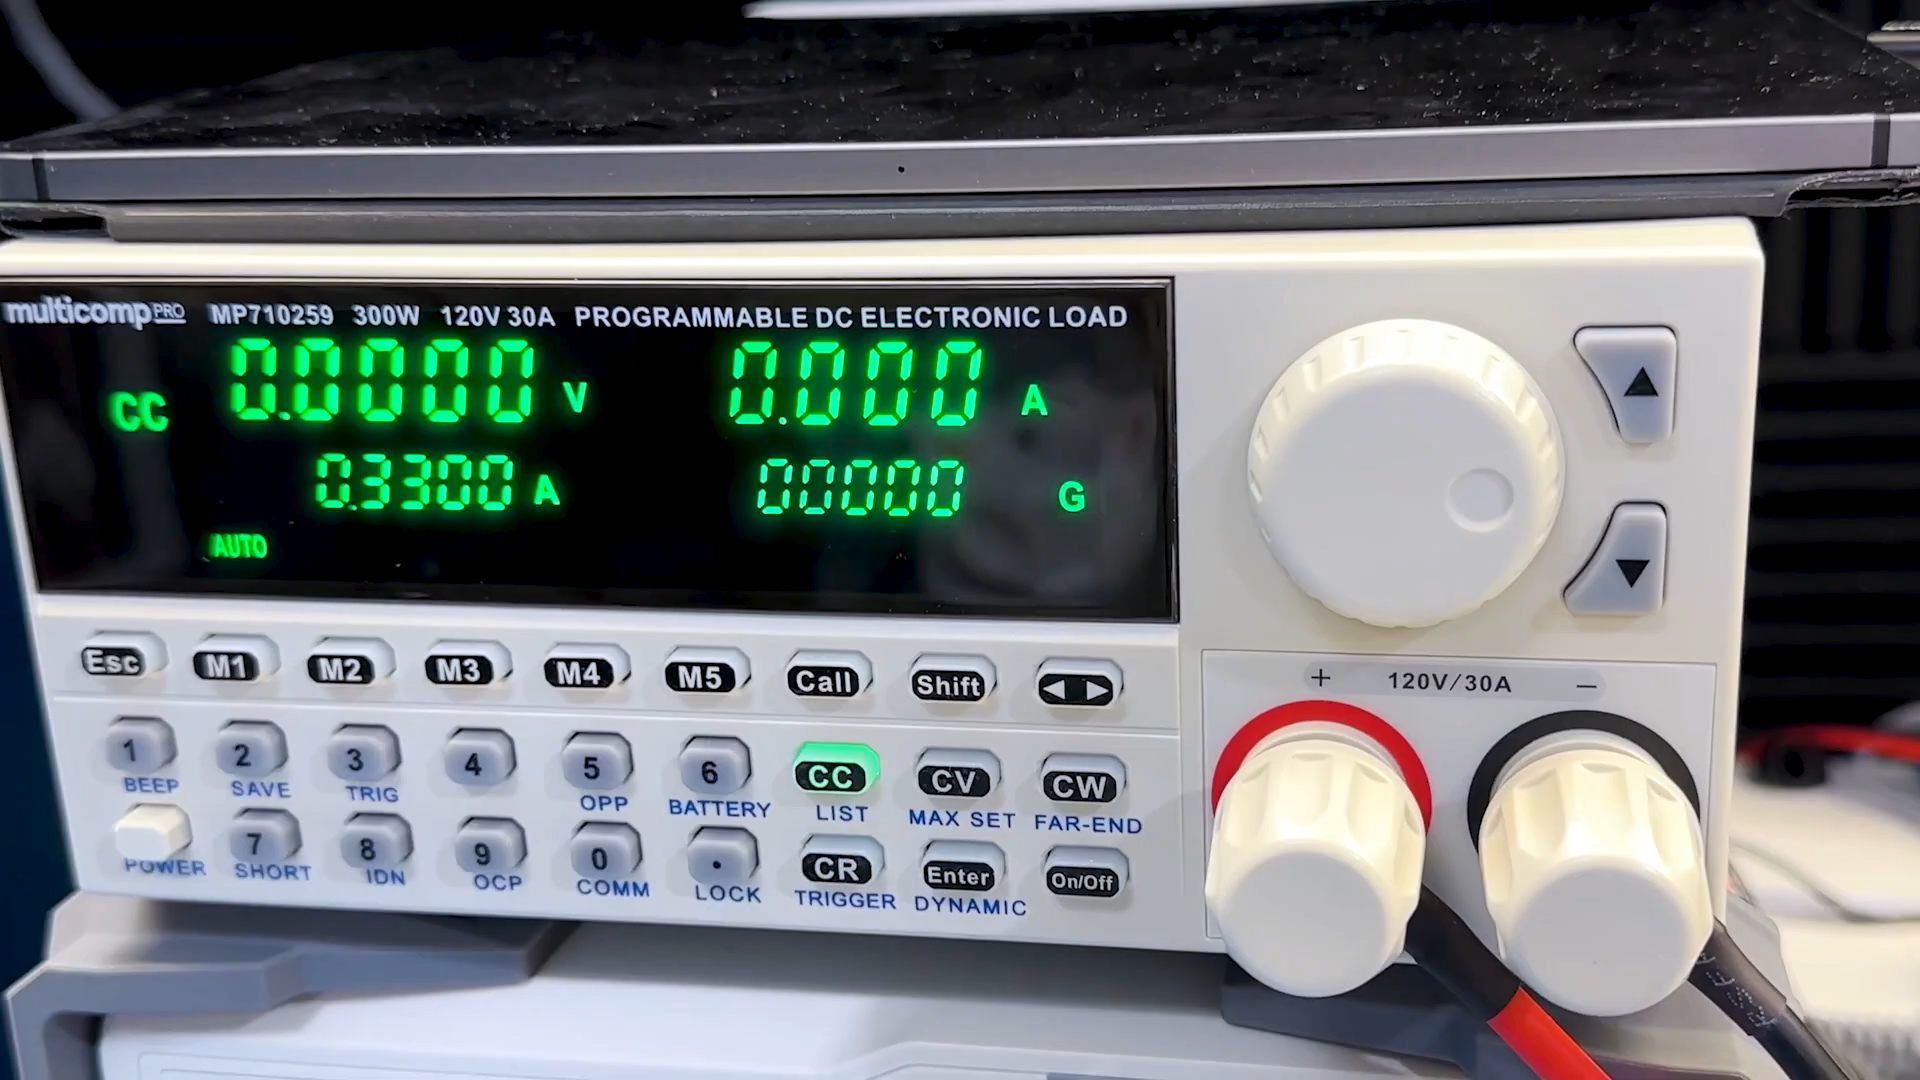 multicomp PRO MP710259 300W 120V 30A PROGRAMMABLE DC ELECTRONIC LOAD
CC 0.0000 V 0.000 A
0.3300 A 00000 G
AUTO
Esc M1 M2 M3 M4 M5 Call Shift
+ 120V/30A −
1 2 3 4 5 6 CC CV CW
BEEP SAVE TRIG OPP BATTERY LIST MAX SET FAR-END
7 8 9 0 . CR Enter On/Off
POWER SHORT IDN OCP COMM LOCK TRIGGER DYNAMIC